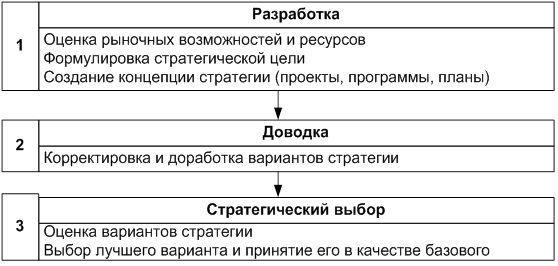 1
Разработка
Оценка рыночных возможностей и ресурсов
Формулировка стратегической цели
Создание концепции стратегии (проекты, программы, планы)
2
Доводка
Корректировка и доработка вариантов стратегии
3
Стратегический выбор
Оценка вариантов стратегии
Выбор лучшего варианта и принятие его в качестве базового